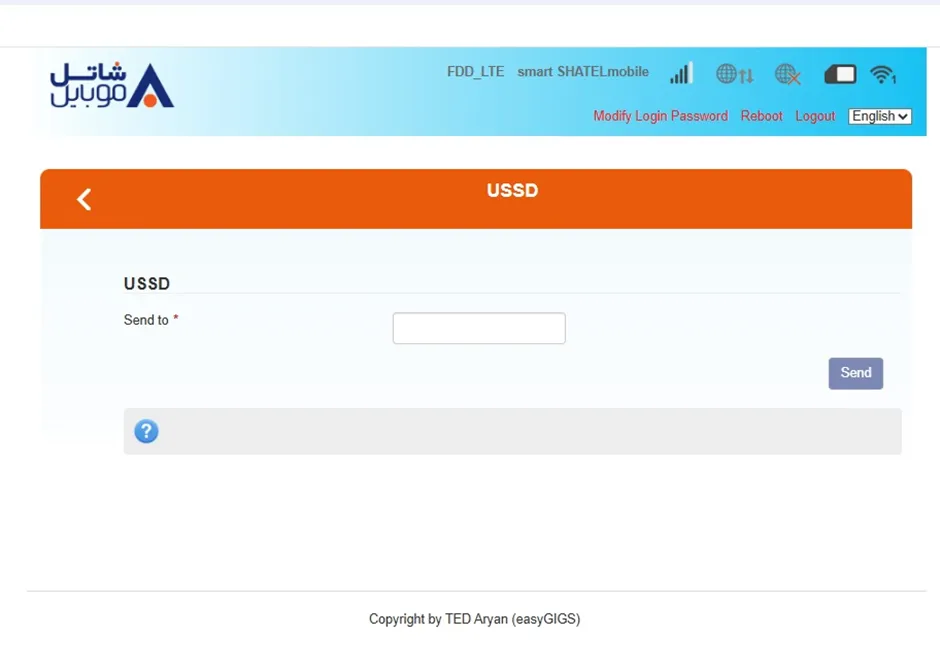 شاتل
موبایل
FDD_LTE smart SHATELmobile
1
Modify Login Password Reboot Logout English
USSD
USSD
Send to *
Send
?
Copyright by TED Aryan (easyGIGS)